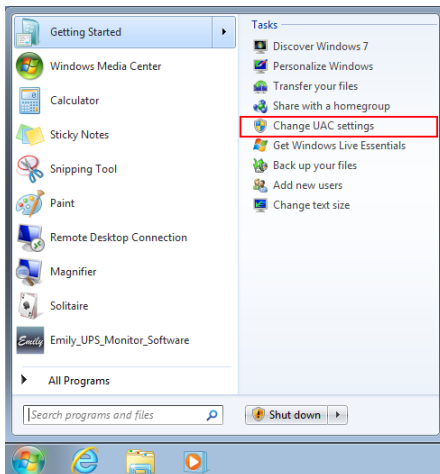 Getting Started
Windows Media Center
Calculator
Sticky Notes
Snipping Tool
Paint
Remote Desktop Connection
Magnifier
Solitaire
Emily
Emily_UPS_Monitor_Software
All Programs
Search programs and files
Tasks
Discover Windows 7
Personalize Windows
Transfer your files
Share with a homegroup
Change UAC settings
Get Windows Live Essentials
Back up your files
Add new users
Change text size
Shut down